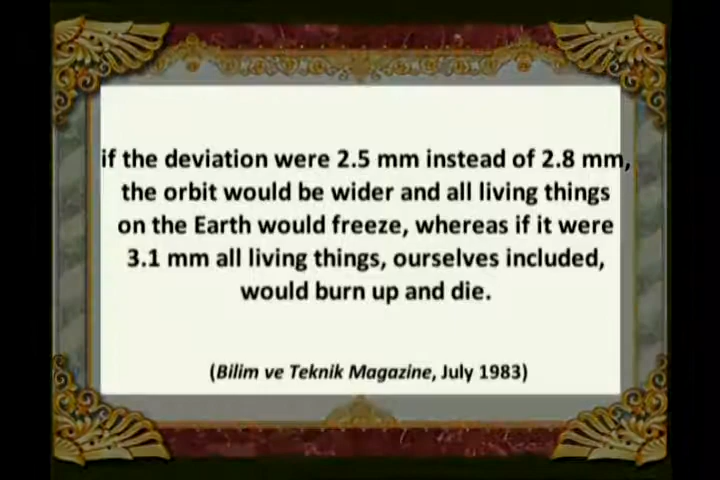 if the deviation were 2.5 mm instead of 2.8 mm,
the orbit would be wider and all living things
on the Earth would freeze, whereas if it were
3.1 mm all living things, ourselves included,
would burn up and die.
(Bilim ve Teknik Magazine, July 1983)